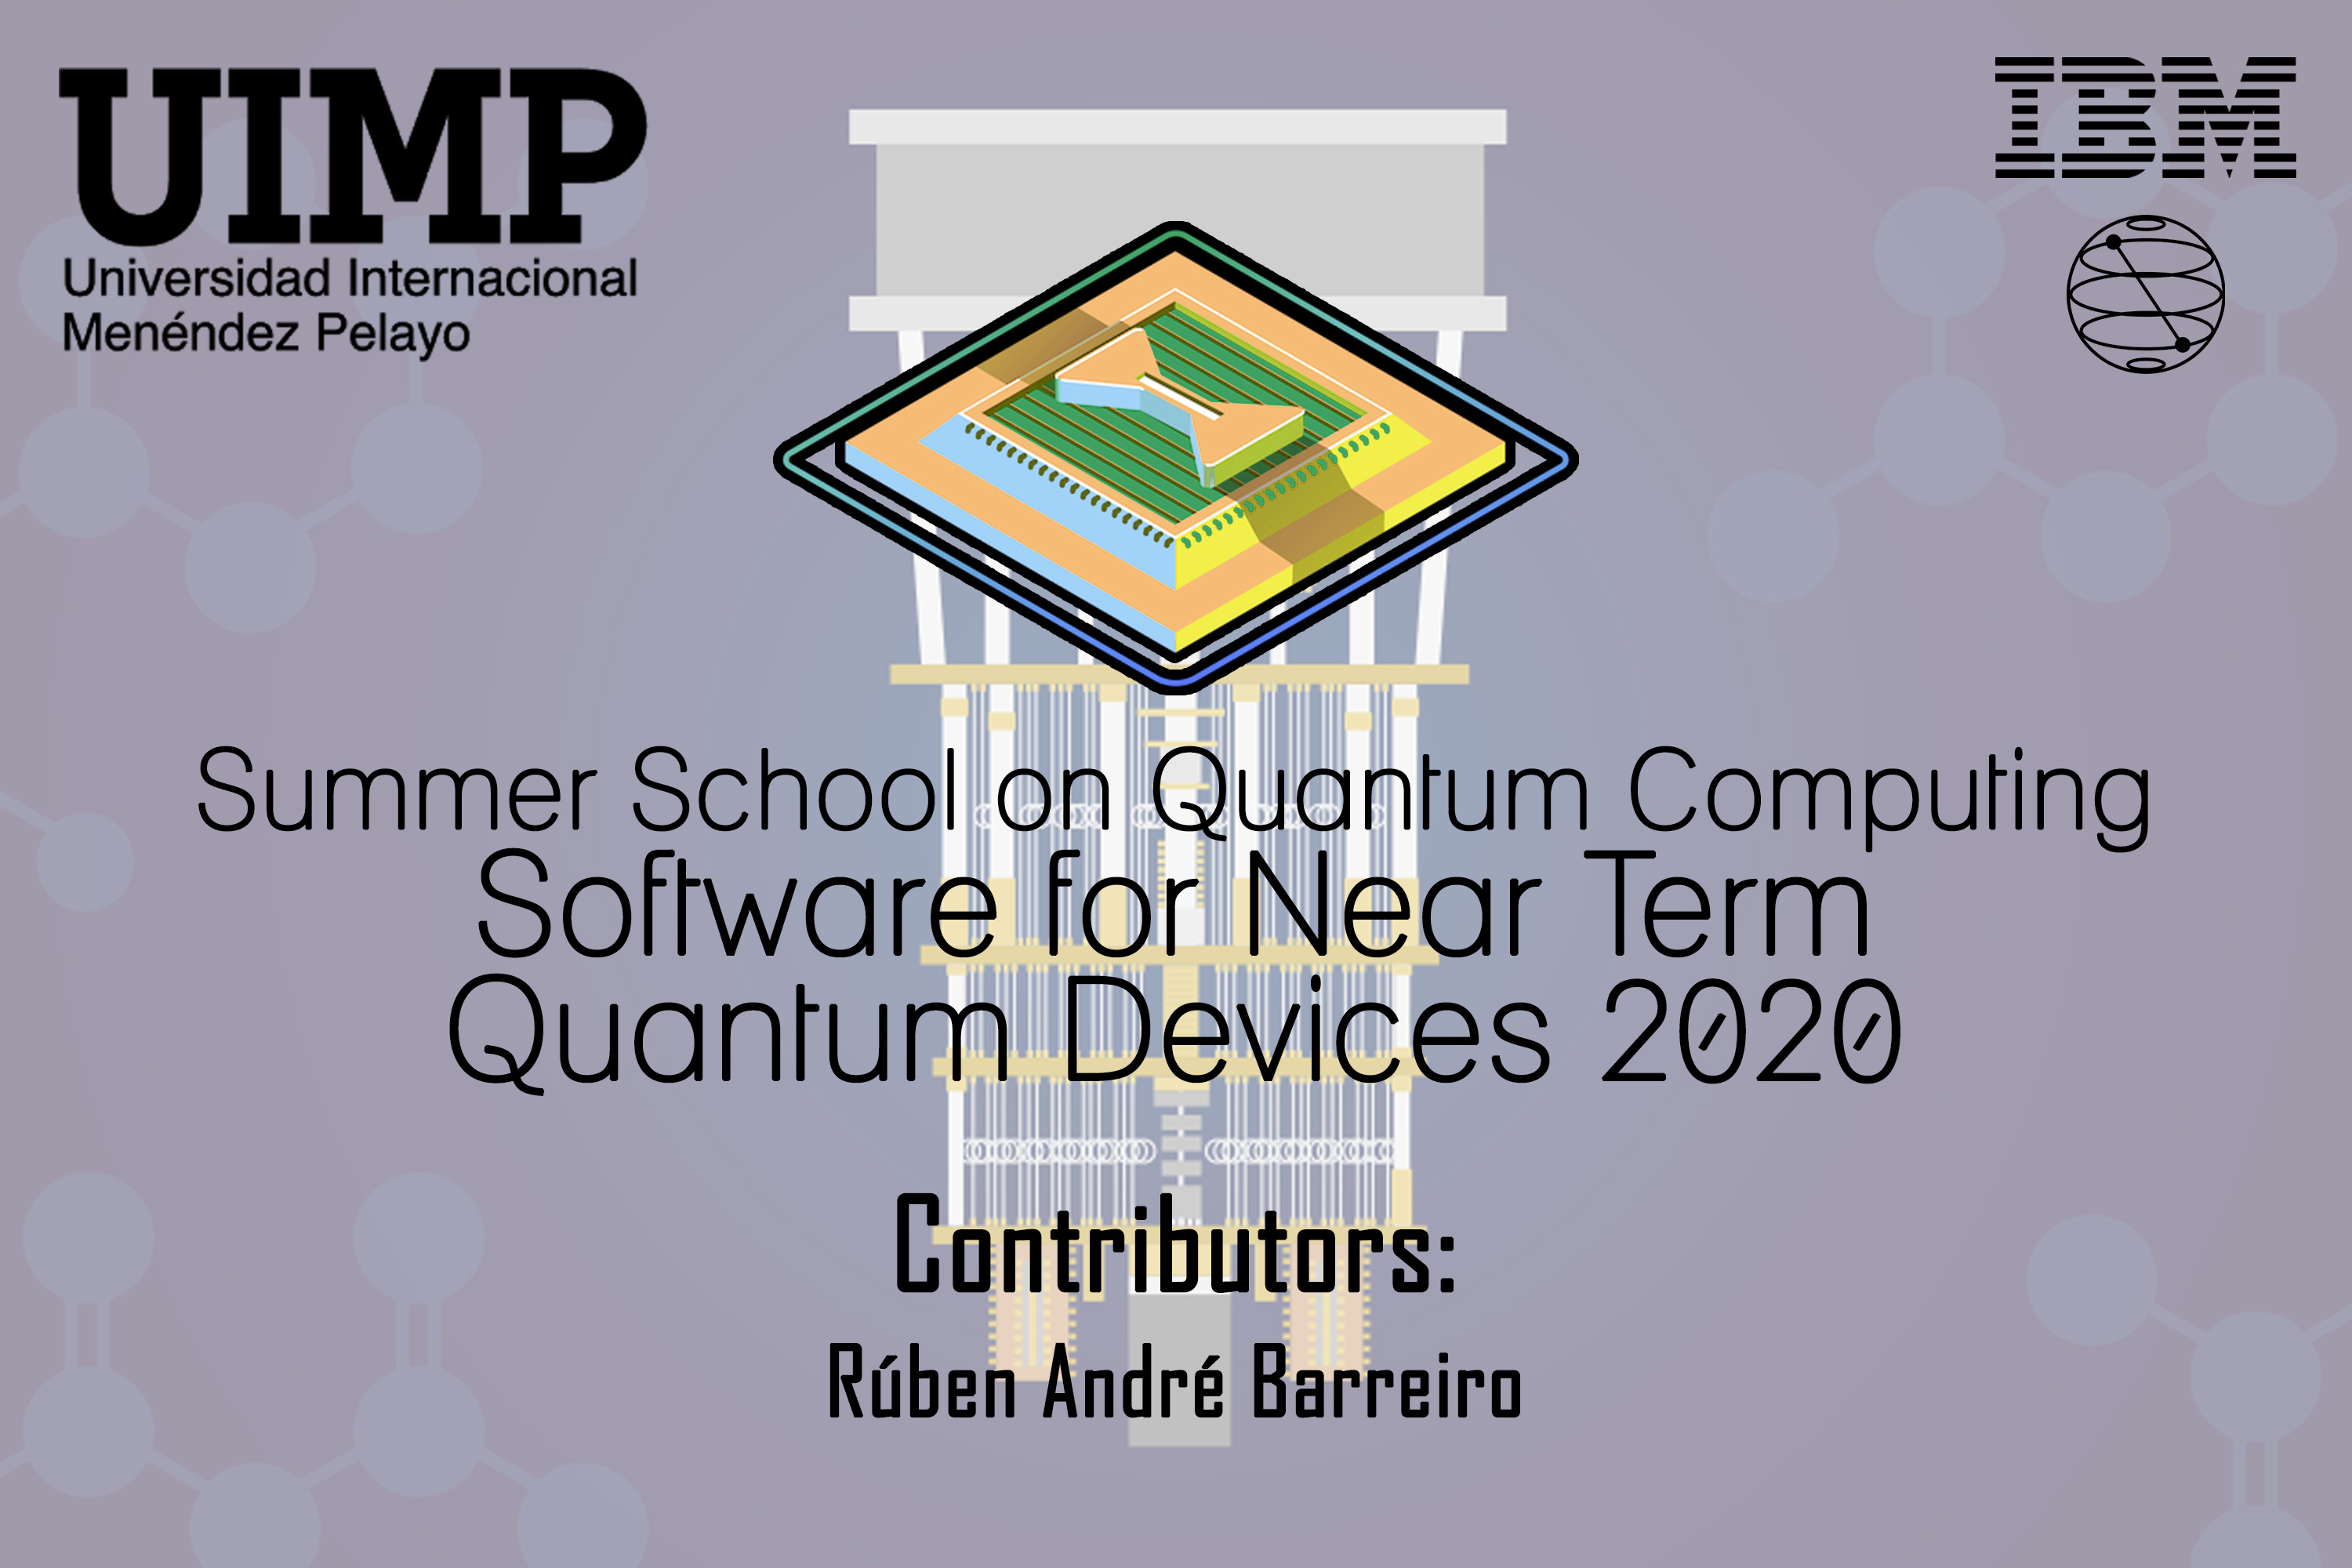 UIMP
Universidad Internacional
Menéndez Pelayo
IBM
Summer School on Quantum Computing
Software for Near Term
Quantum Devices 2020
Contributors:
Rúben André Barreiro